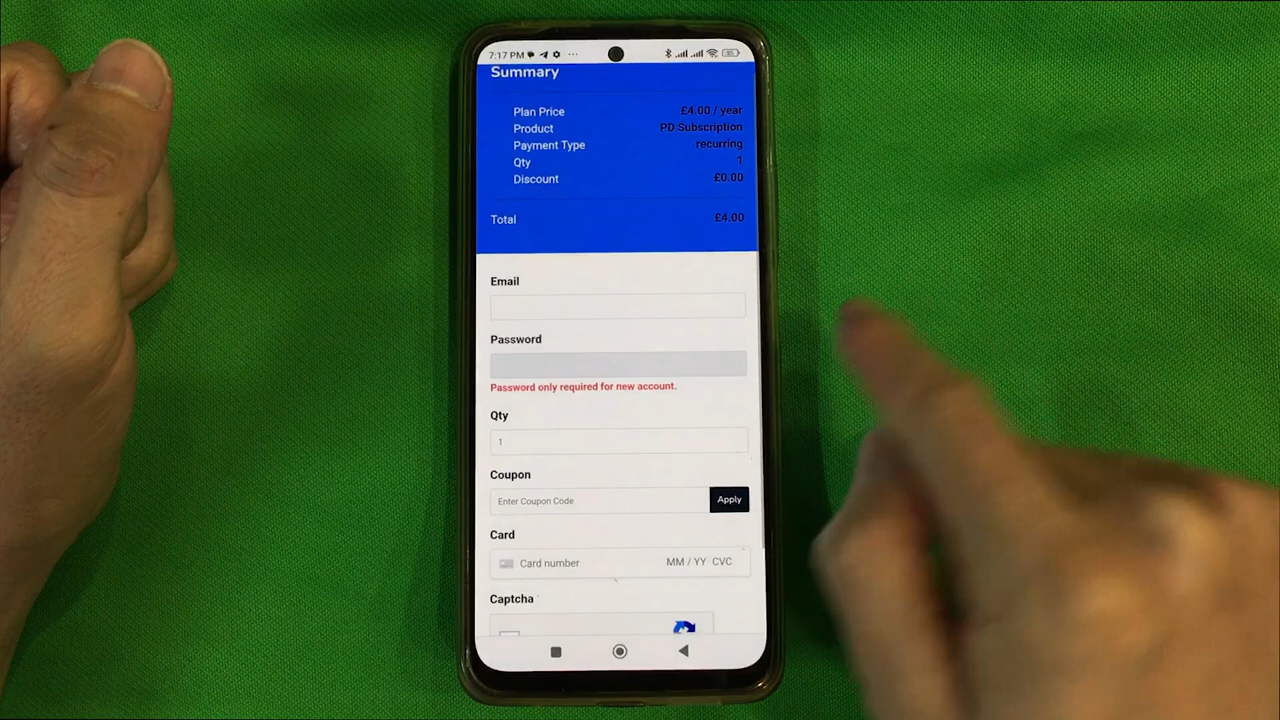 7:17 PM
Summary
Plan Price £4.00 / year
Product PD Subscription
Payment Type recurring
Qty 1
Discount £0.00
Total £4.00
Email
Password
Password only required for new account.
Qty
1
Coupon
Enter Coupon Code Apply
Card
Card number MM / YY CVC
Captcha